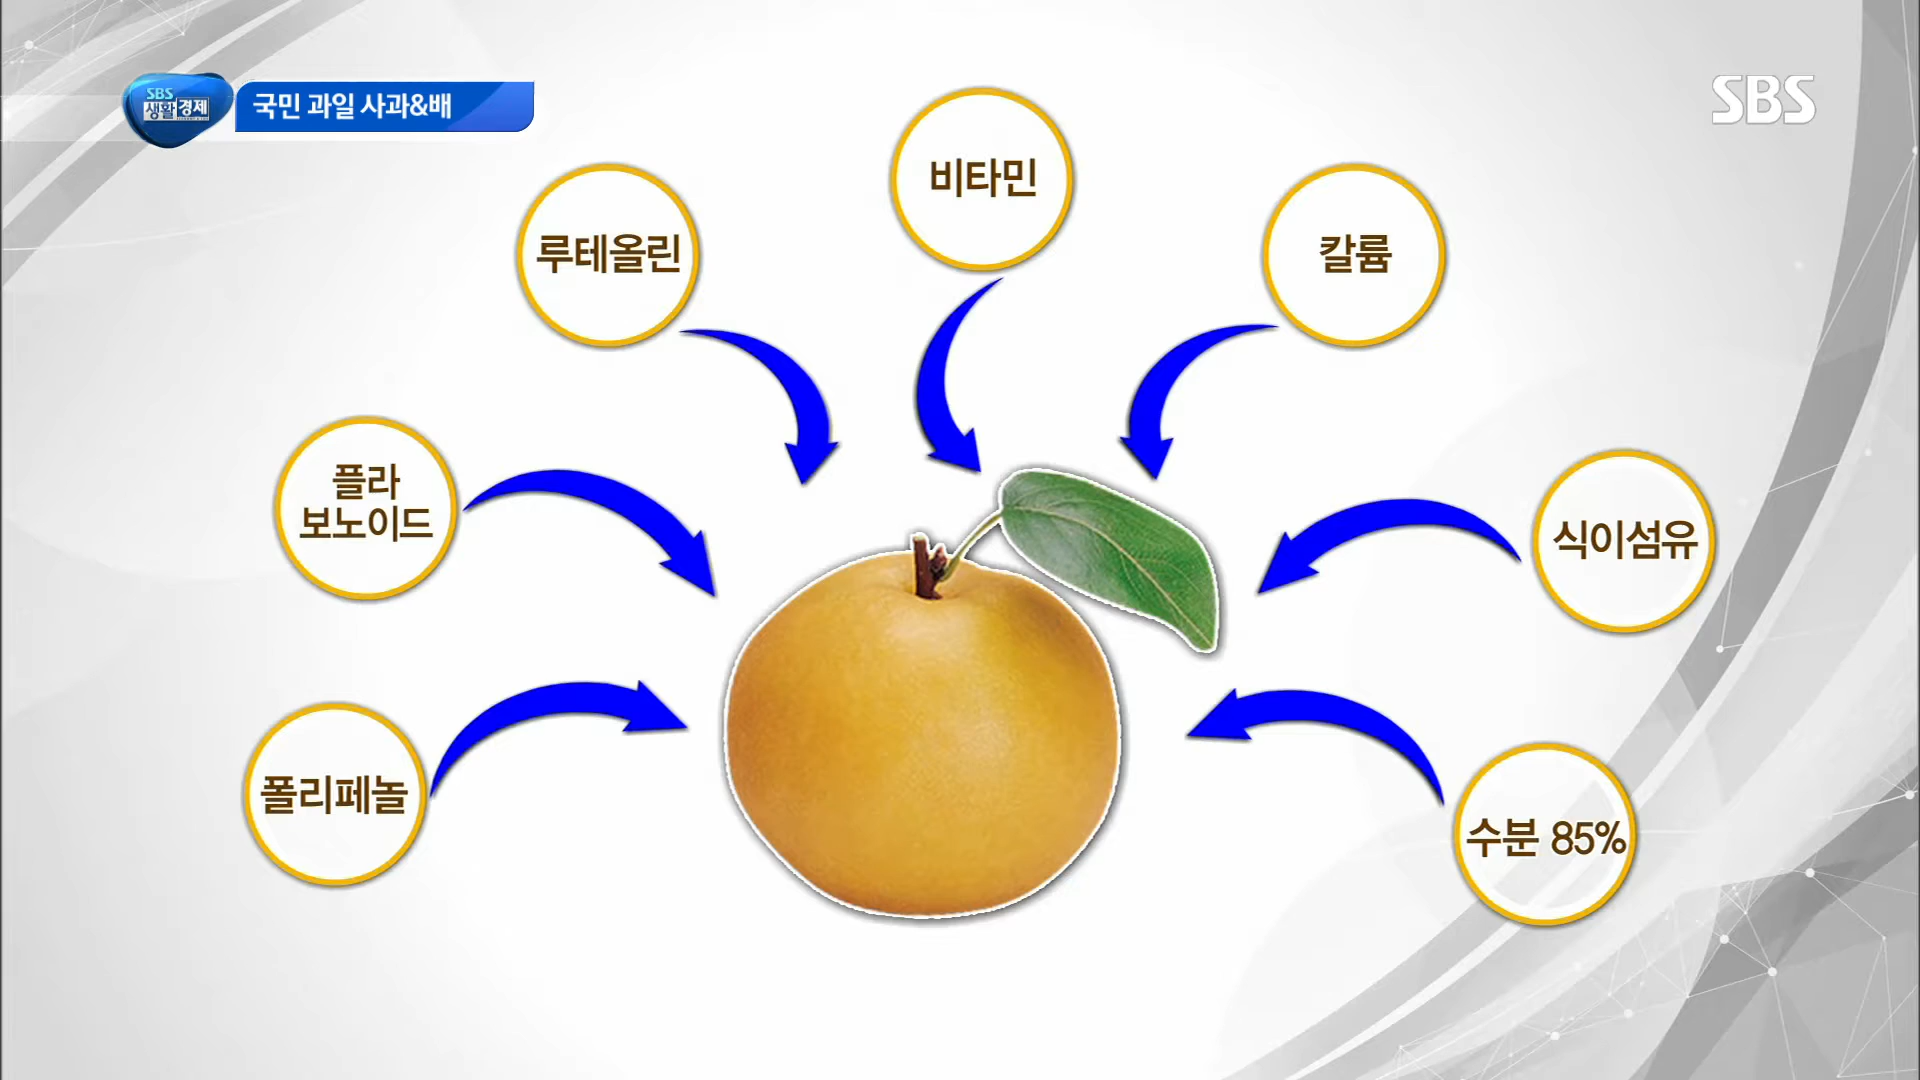 SBS
생활경제
국민 과일 사과&배
SBS
비타민
루테올린
칼륨
플라
보노이드
식이섬유
폴리페놀
수분 85%